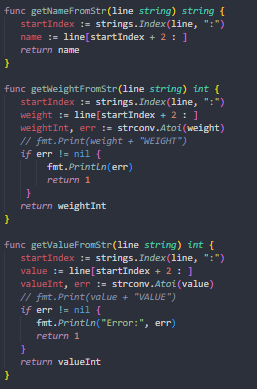 func getNameFromStr(line string) string {
    startIndex := strings.Index(line, ":")
    name := line[startIndex + 2 : ]
    return name
}

func getWeightFromStr(line string) int {
    startIndex := strings.Index(line, ":")
    weight := line[startIndex + 2 : ]
    weightInt, err := strconv.Atoi(weight)
    // fmt.Print(weight + "WEIGHT")
    if err != nil {
        fmt.Println(err)
        return 1
     }
    return weightInt
}

func getValueFromStr(line string) int {
    startIndex := strings.Index(line, ":")
    value := line[startIndex + 2 : ]
    valueInt, err := strconv.Atoi(value)
    // fmt.Print(value + "VALUE")
    if err != nil {
        fmt.Println("Error:", err)
        return 1
    }
    return valueInt
}